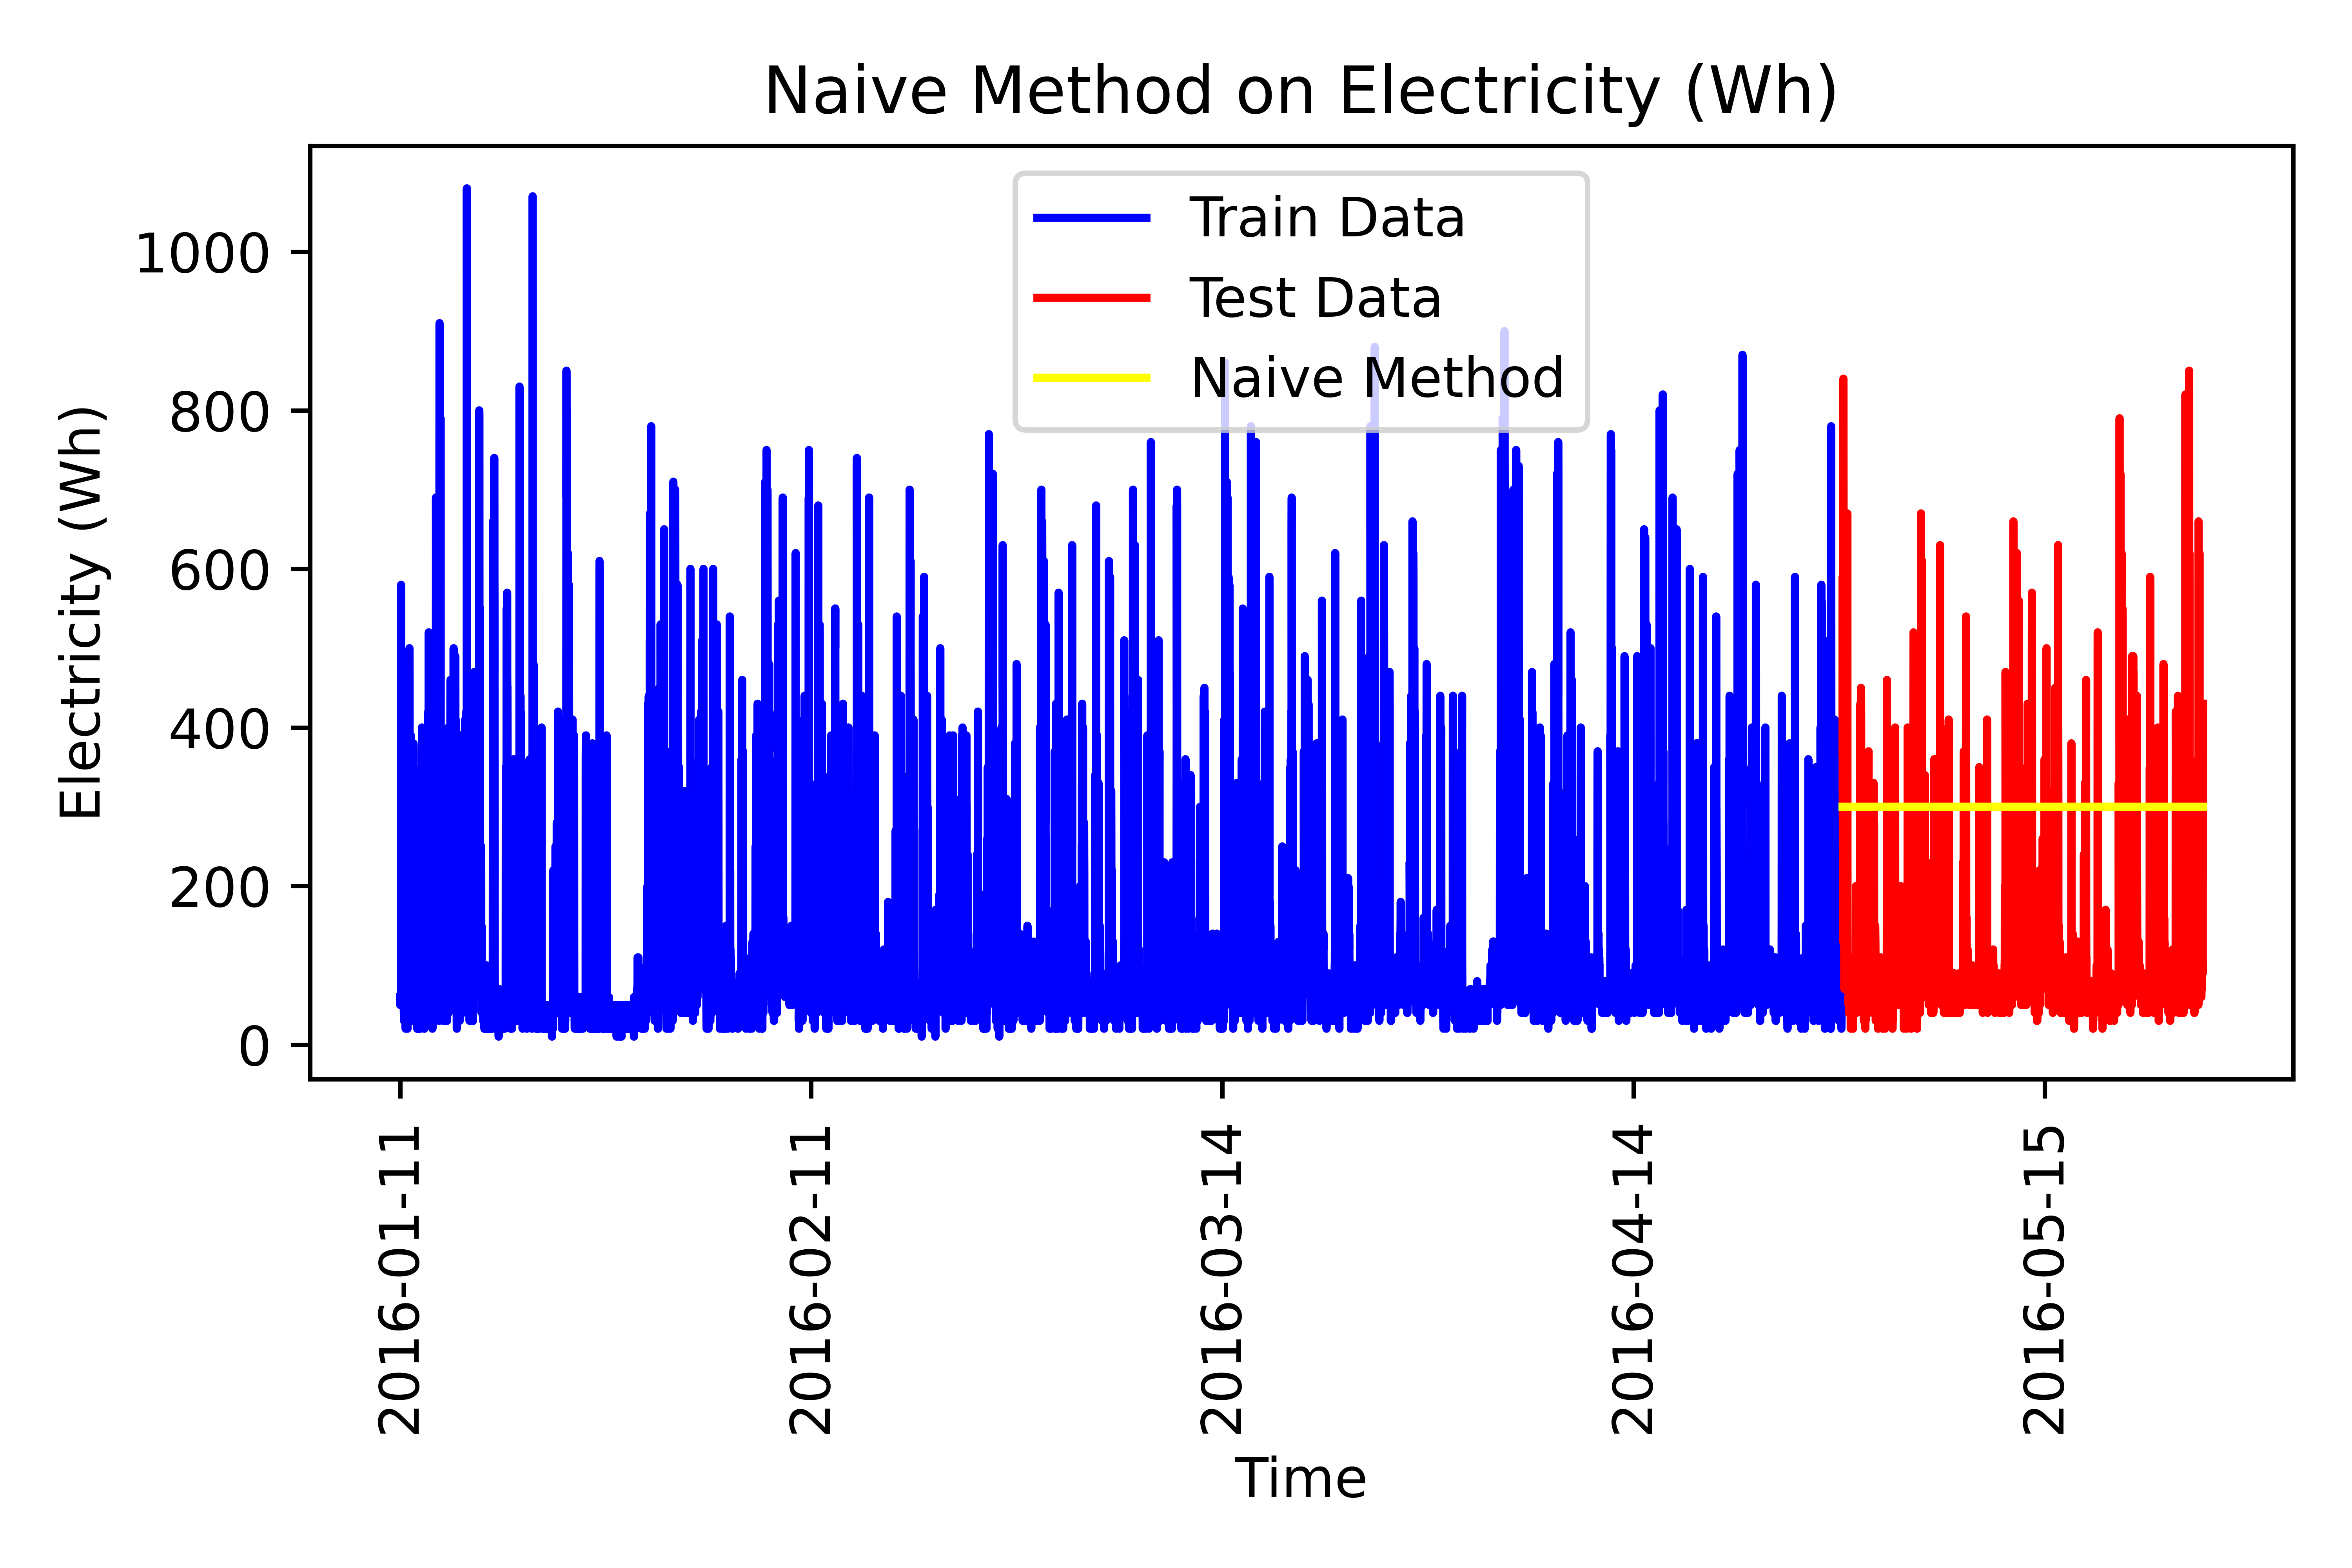 Naive Method on Electricity (Wh)
Train Data
Test Data
Naive Method
Electricity (Wh)
1000
800
600
400
200
0
2016-01-11
2016-02-11
2016-03-14
2016-04-14
2016-05-15
Time